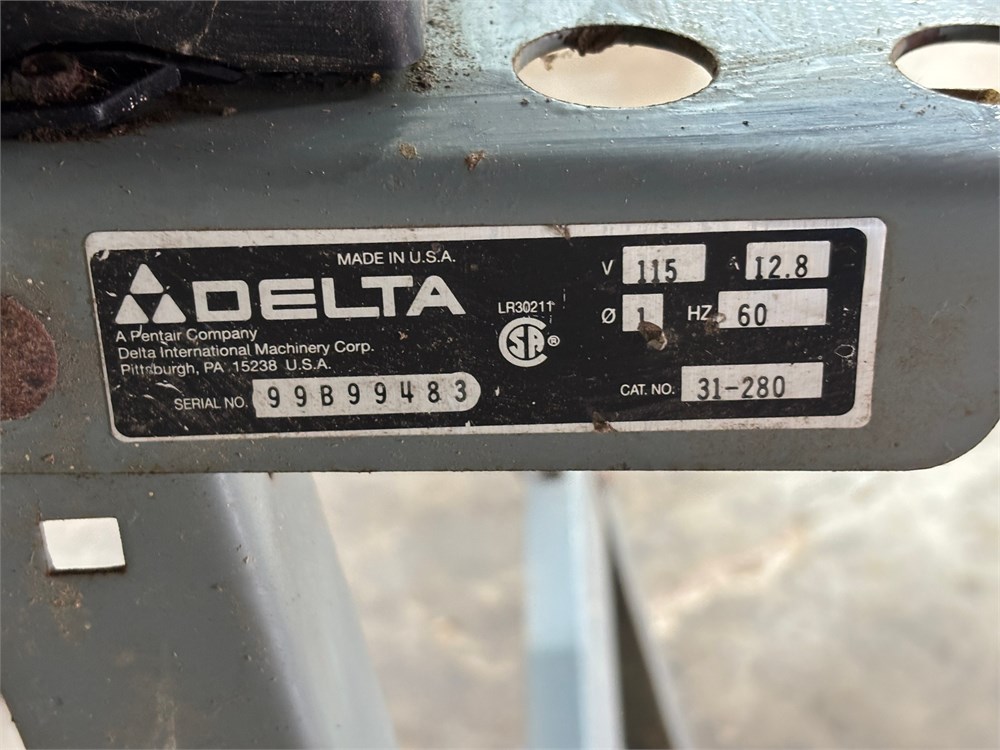 MADE IN U.S.A.
DELTA
A Pentair Company
Delta International Machinery Corp.
Pittsburgh, PA 15238 U.S.A.
SERIAL NO. 99B99483
LR30211
SA ®
V 115 A 12.8
Ø 1 HZ 60
CAT. NO. 31-280